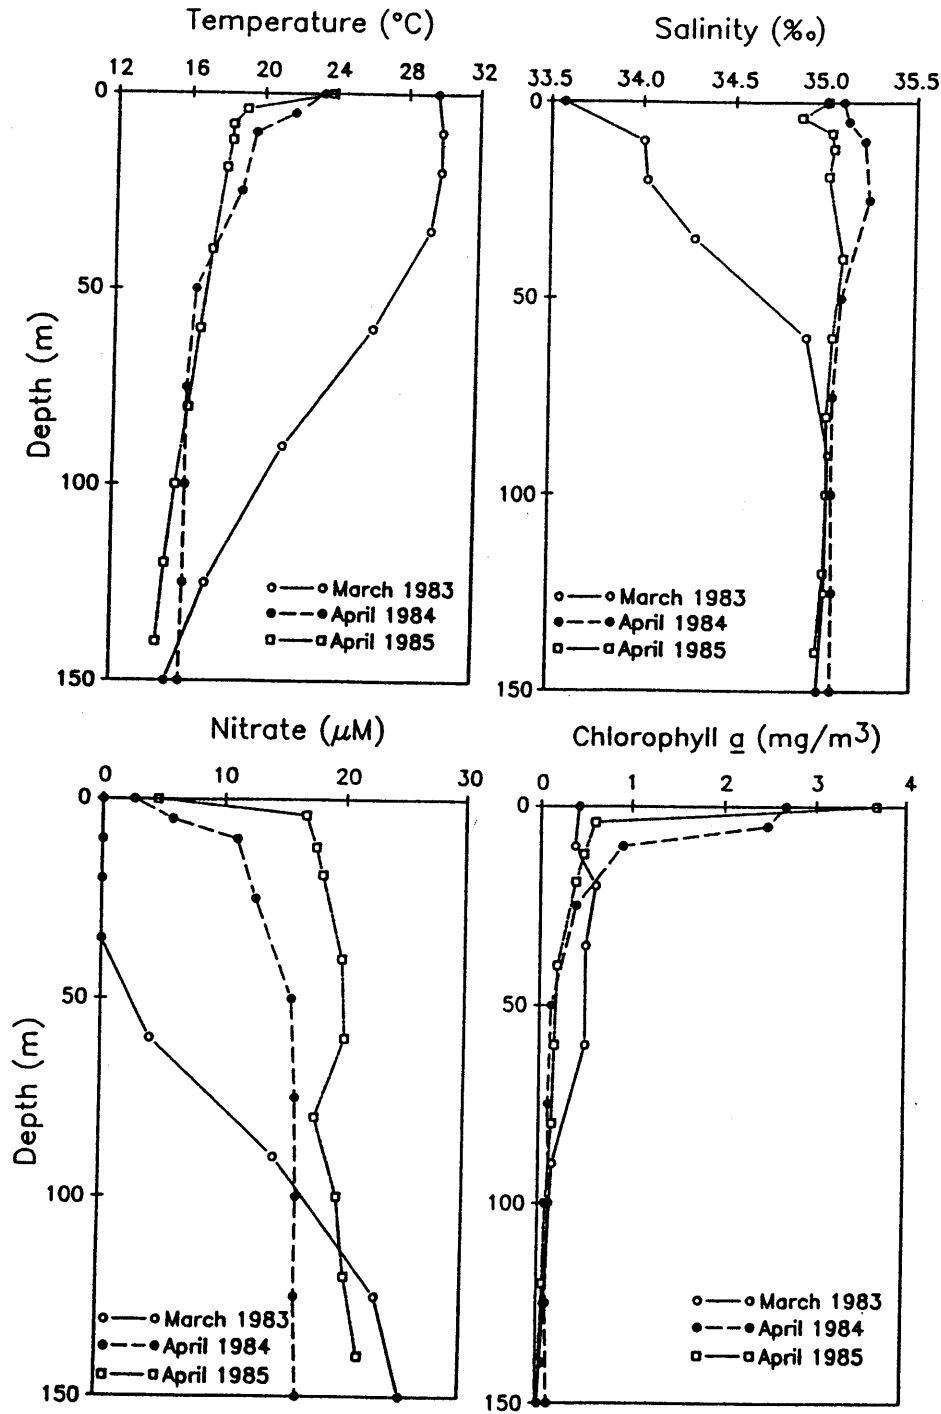 Temperature (°C)
12 16 20 24 28 32
0
50
100
150
Depth (m)
March 1983
April 1984
April 1985
Salinity (‰)
33.5 34.0 34.5 35.0 35.5
0
50
100
150
March 1983
April 1984
April 1985
Nitrate (μM)
0 10 20 30
0
50
100
150
Depth (m)
March 1983
April 1984
April 1985
Chlorophyll a (mg/m3)
0 1 2 3 4
0
50
100
150
March 1983
April 1984
April 1985